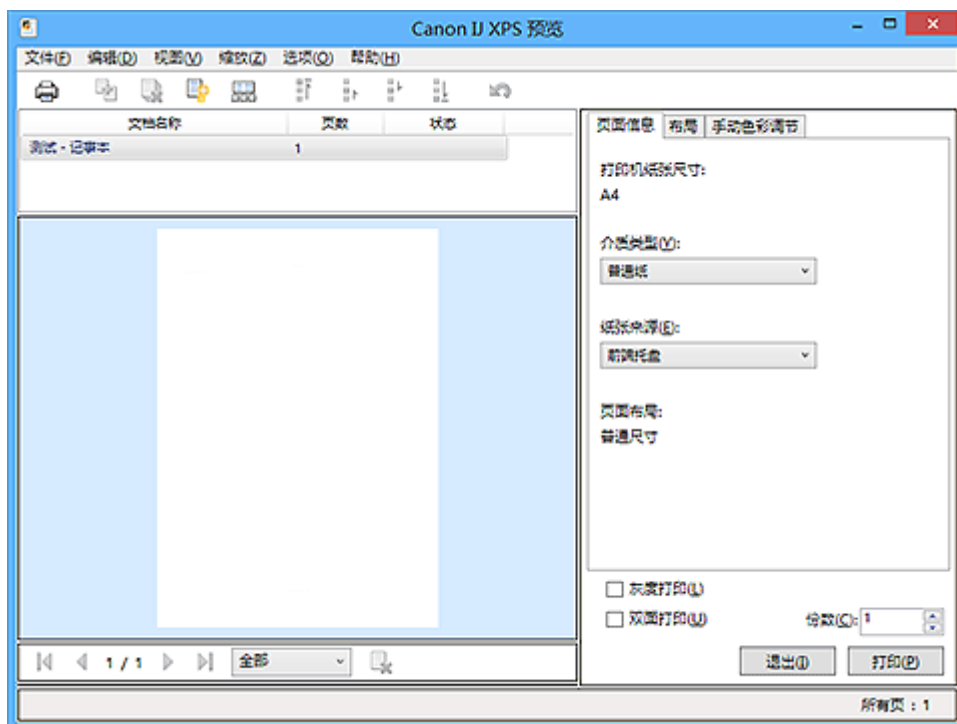 Canon IJ XPS 预览
文件(F) 编辑(D) 视图(V) 缩放(Z) 选项(O) 帮助(H)
文档名称 页数 状态
测试 - 记事本 1
页面信息 布局 手动色彩调节
打印机纸张尺寸:
A4
介质类型(Y):
普通纸
纸张来源(E):
前端托盘
页面布局:
普通尺寸
灰度打印(L)
双面打印(U) 份数(C): 1
1 / 1 全部
退出(I) 打印(P)
所有页 : 1